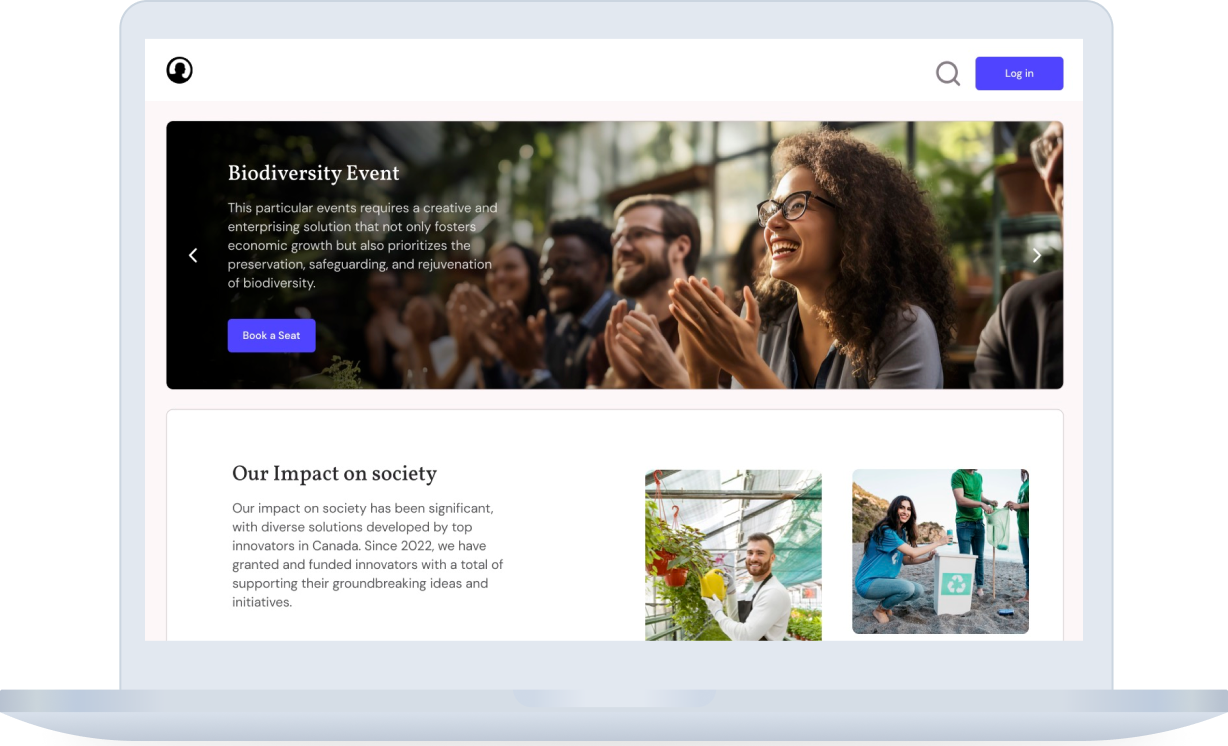 Log in
Biodiversity Event
This particular events requires a creative and
enterprising solution that not only fosters
economic growth but also prioritizes the
preservation, safeguarding, and rejuvenation
of biodiversity.
Book a Seat
Our Impact on society
Our impact on society has been significant,
with diverse solutions developed by top
innovators in Canada. Since 2022, we have
granted and funded innovators with a total of
supporting their groundbreaking ideas and
initiatives.